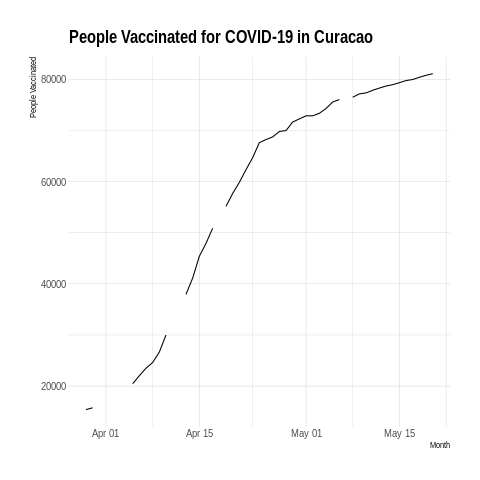 People Vaccinated for COVID-19 in Curacao
People Vaccinated
80000
60000
40000
20000
Apr 01
Apr 15
May 01
May 15
Month